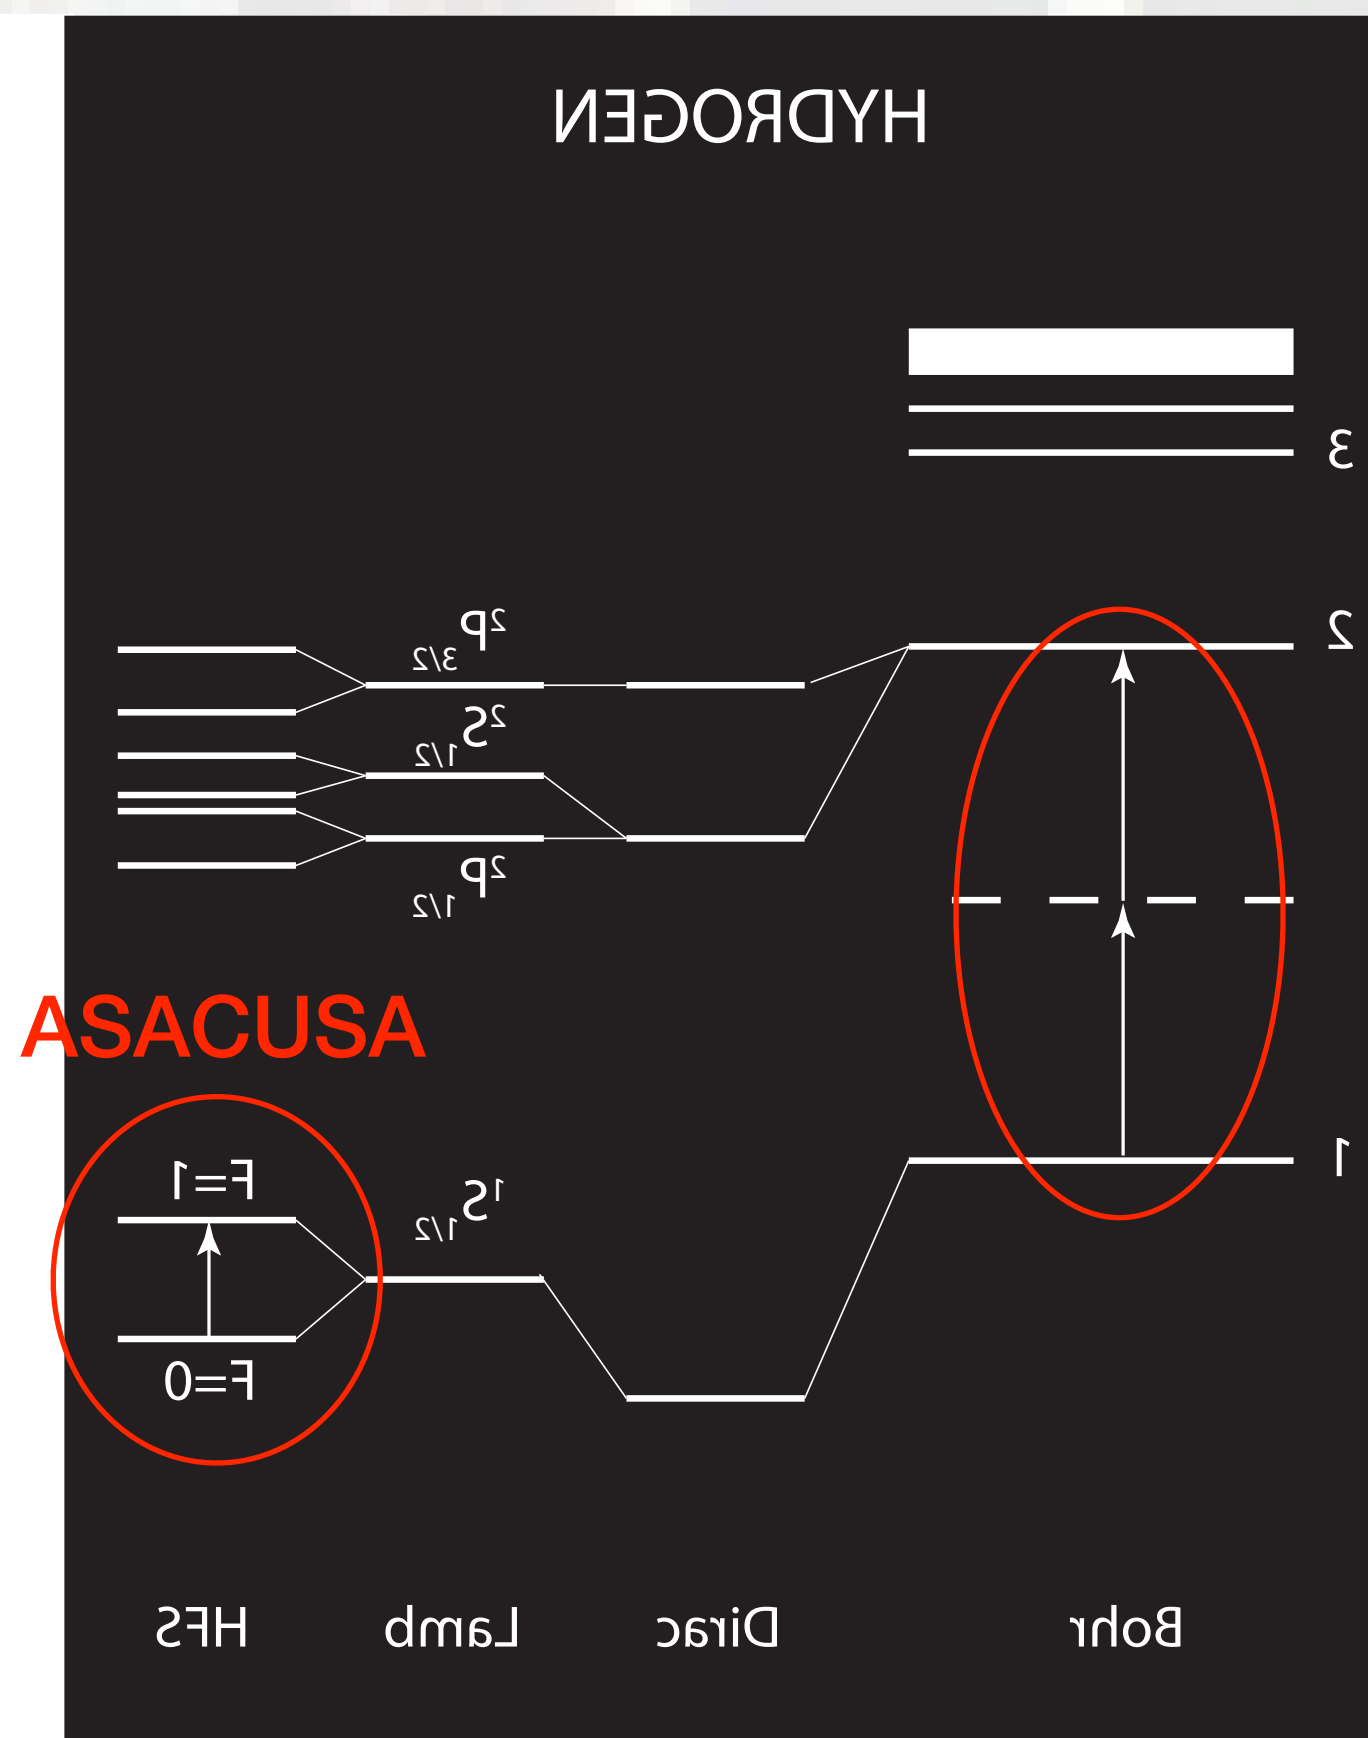 HYDROGEN
3
2
2P3/2
2S1/2
2P1/2
ASACUSA
1
F=1
1S1/2
F=0
HFS Lamb Dirac Bohr